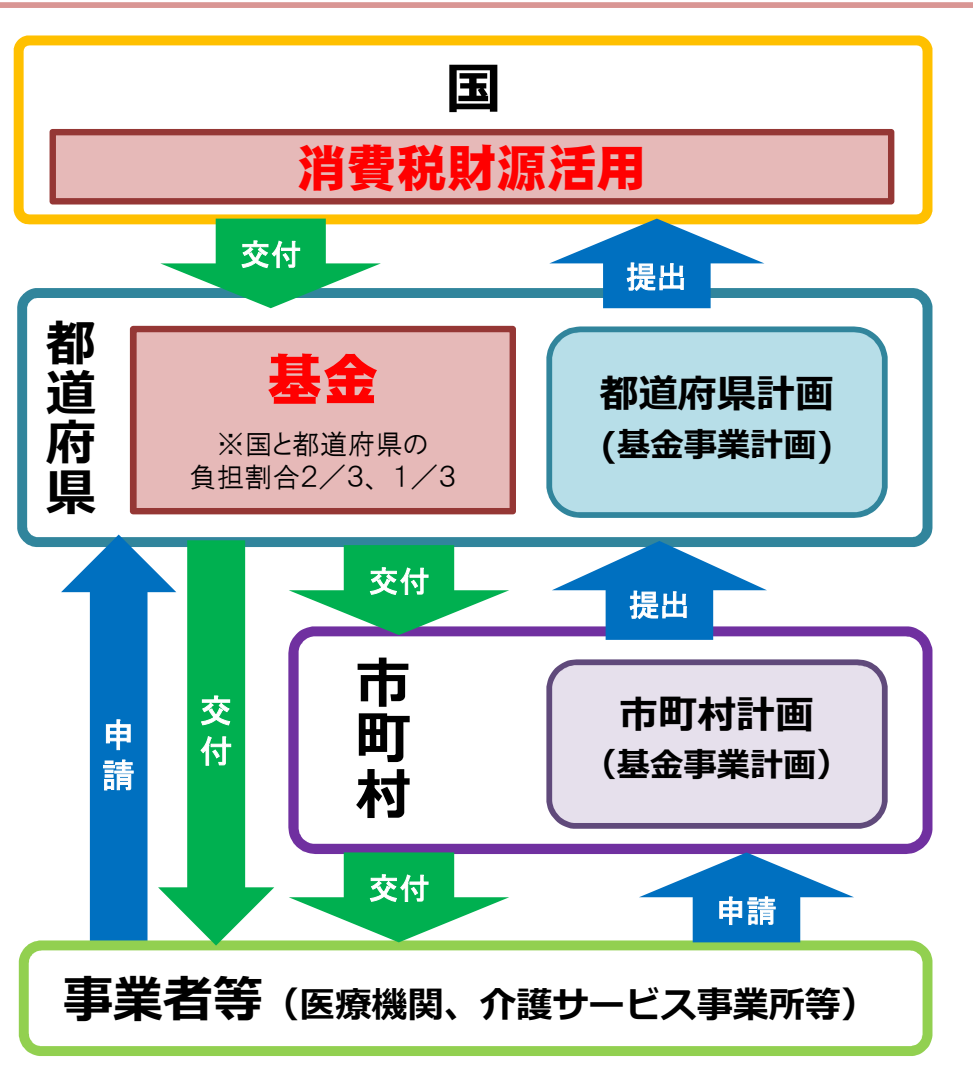 国
消費税財源活用
交付
提出
都道府県
基金
※国と都道府県の
負担割合2／3、1／3
都道府県計画
(基金事業計画)
交付
提出
申請
交付
市町村
市町村計画
（基金事業計画）
交付
申請
事業者等（医療機関、介護サービス事業所等）